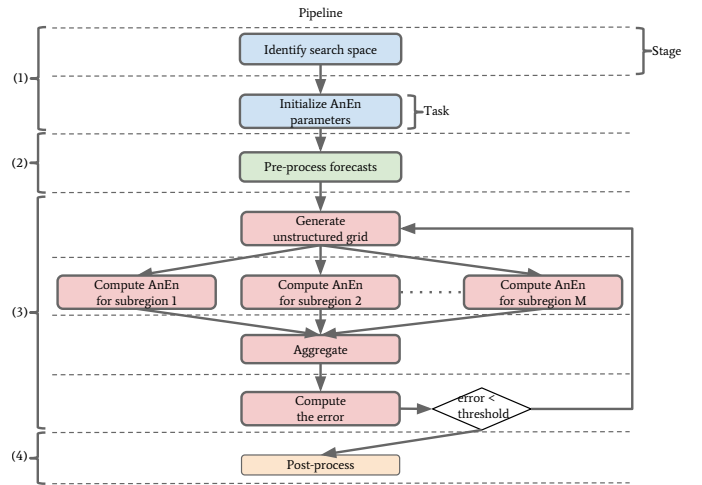 Pipeline
Identify search space
Stage
(1)
Initialize AnEn
parameters
Task
(2)
Pre-process forecasts
Generate
unstructured grid
Compute AnEn
for subregion 1
Compute AnEn
for subregion 2
Compute AnEn
for subregion M
(3)
Aggregate
Compute
the error
error <
threshold
(4)
Post-process